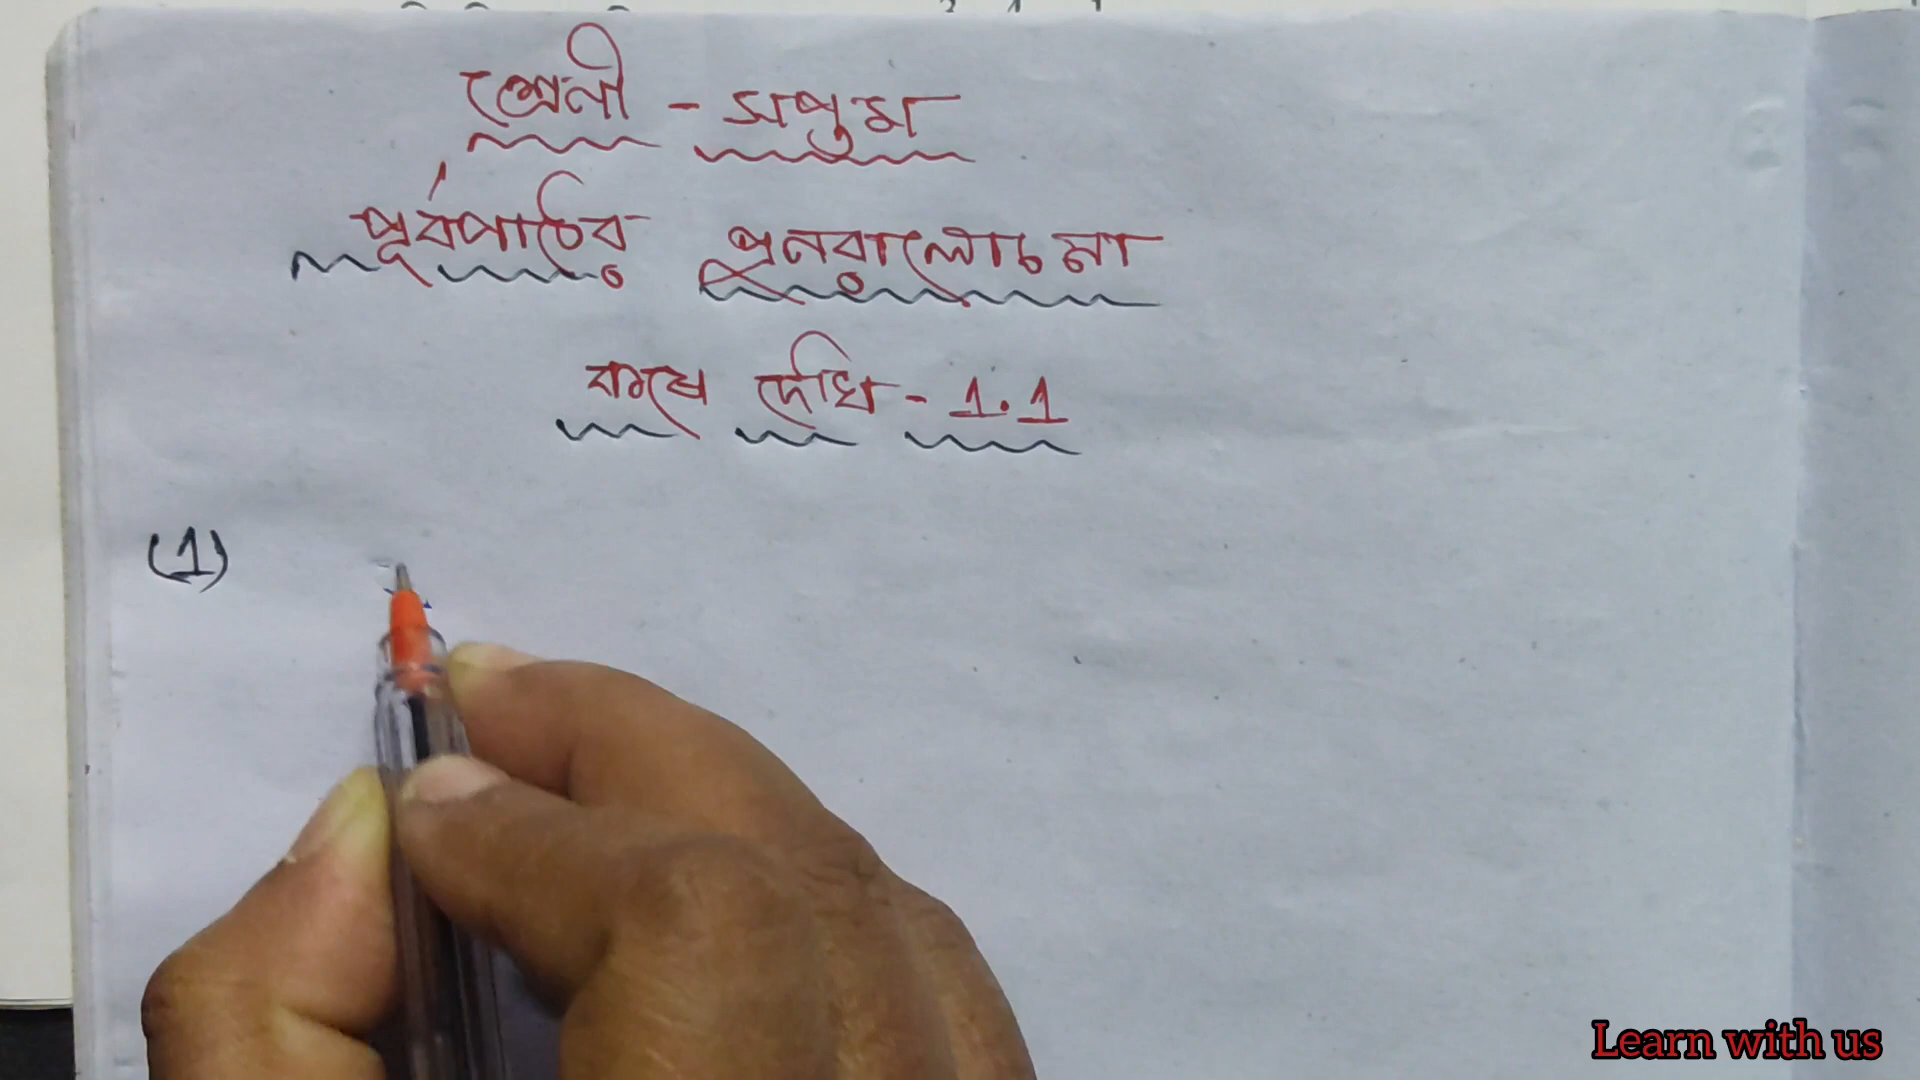 শ্রেনী - সপ্তম
পূর্বপাঠের পুনরালোচনা
কষে দেখি - 1.1
(1)
Learn with us